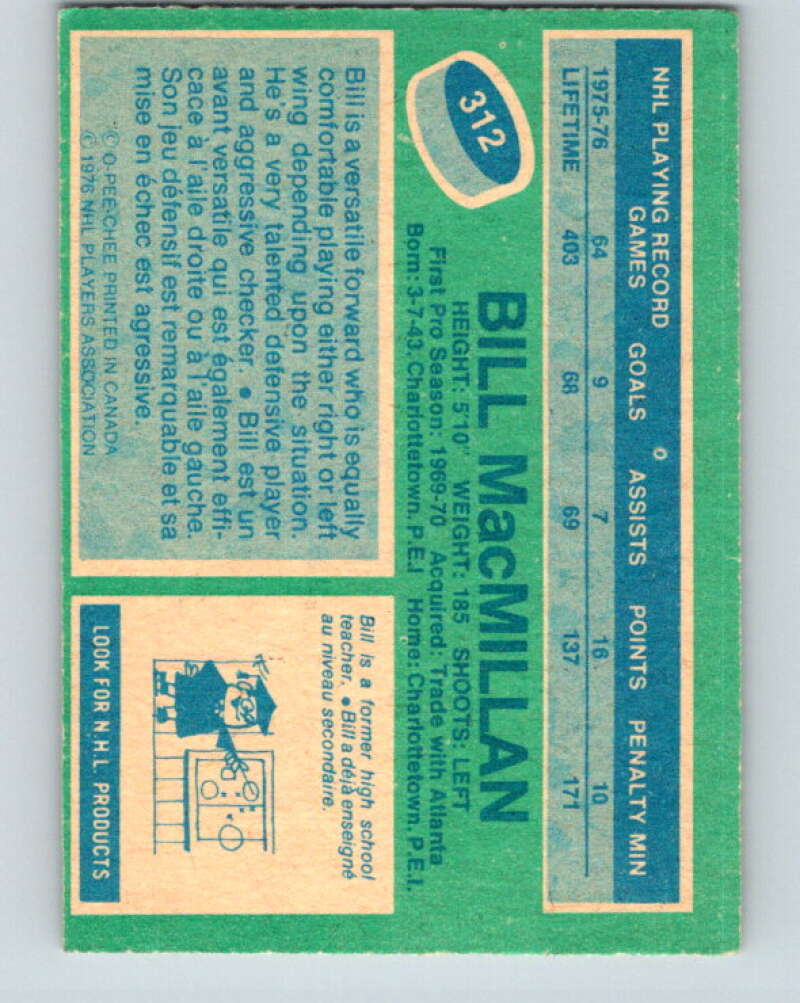 NHL PLAYING RECORD
GAMES GOALS ASSISTS POINTS PENALTY MIN
1975-76 64 9 7 16 10
LIFETIME 403 68 69 137 171
312
BILL MacMILLAN
HEIGHT: 5'10" WEIGHT: 185 SHOOTS: LEFT
First Pro Season: 1969-70 Acquired: Trade with Atlanta
Born: 3-7-43, Charlottetown, P.E.I Home: Charlottetown, P.E.I.
Bill is a versatile forward who is equally
comfortable playing either right or left
wing depending upon the situation.
He's a very talented defensive player
and aggressive checker. • Bill est un
avant versatile qui est également effi-
cace à l'aile droite ou à l'aile gauche.
Son jeu défensif est remarquable et sa
mise en échec est agressive.
© O-PEE-CHEE PRINTED IN CANADA
© 1976 NHL PLAYERS ASSOCIATION
Bill is a former high school
teacher. • Bill a déjà enseigné
au niveau secondaire.
LOOK FOR N.H.L. PRODUCTS